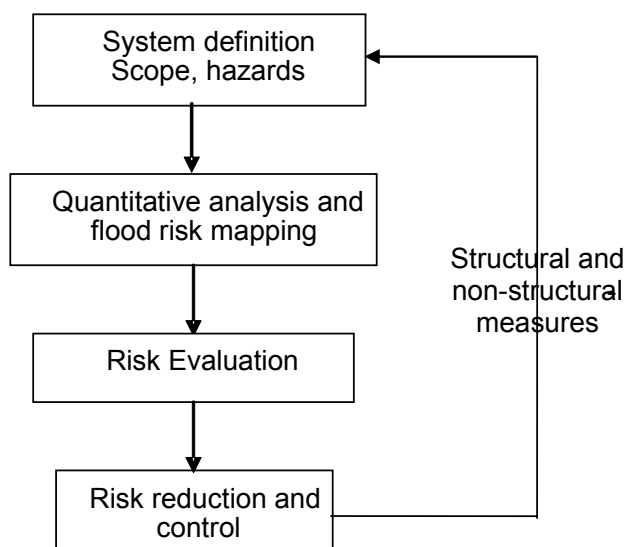 System definition
Scope, hazards
Quantitative analysis and
flood risk mapping
Structural and
non-structural
measures
Risk Evaluation
Risk reduction and
control